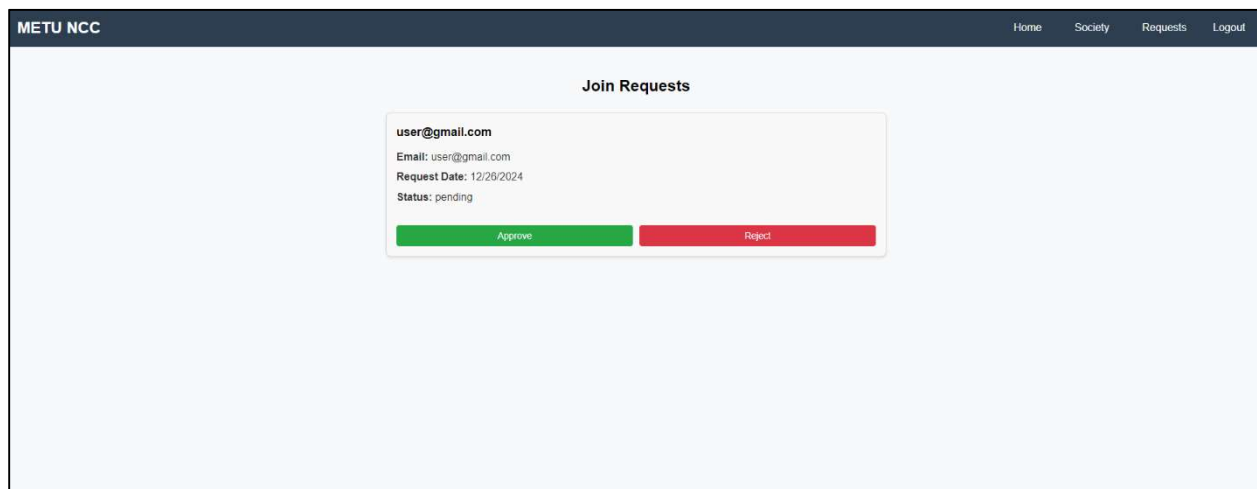 METU NCC Home Society Requests Logout
Join Requests
user@gmail.com
Email: user@gmail.com
Request Date: 12/26/2024
Status: pending
Approve Reject